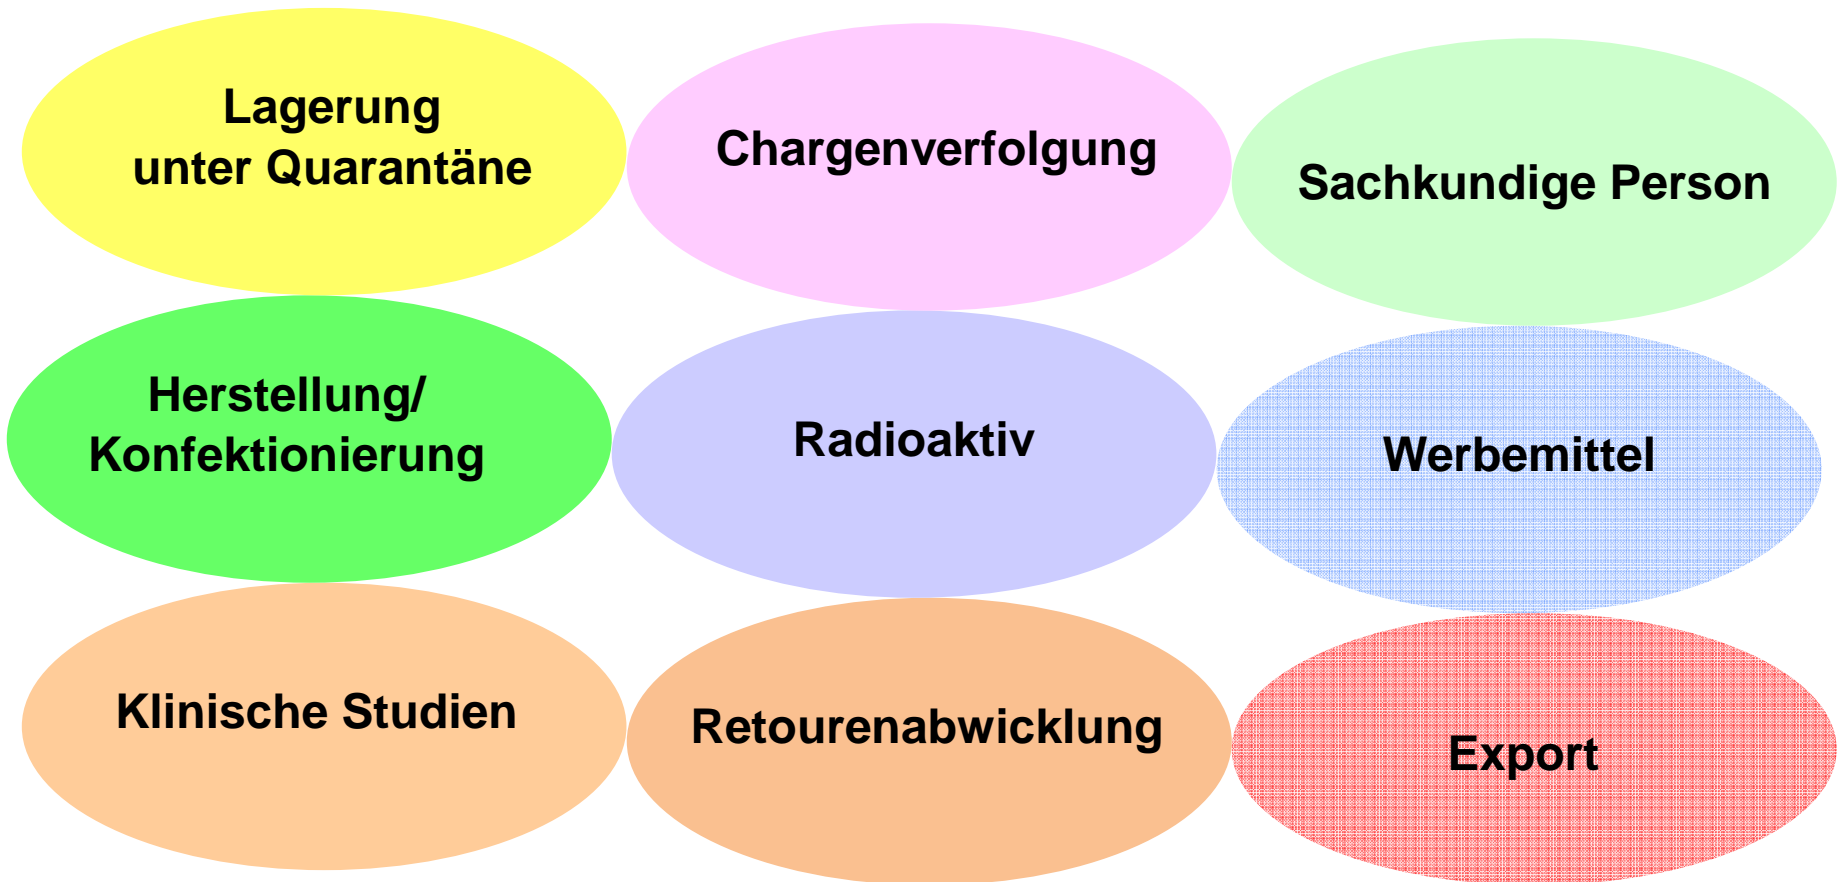 Lagerung
unter Quarantäne
Chargenverfolgung
Sachkundige Person
Herstellung/
Konfektionierung
Radioaktiv
Werbemittel
Klinische Studien
Retourenabwicklung
Export